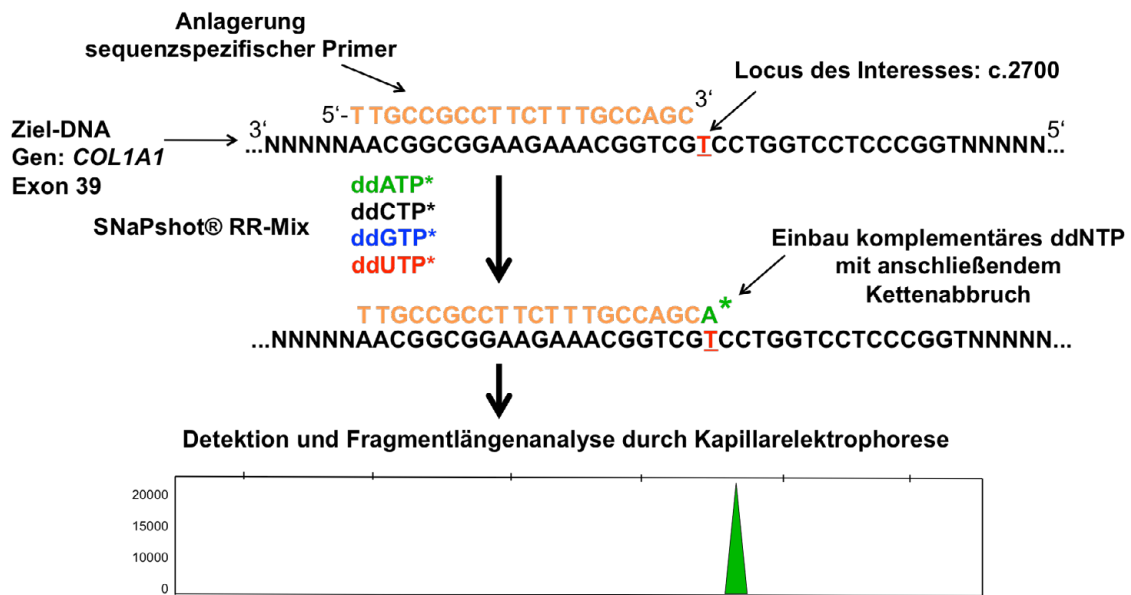 Anlagerung
sequenzspezifischer Primer
Locus des Interesses: c.2700
5'-T TGCCGCCT TCT T TGCCAGC 3'
Ziel-DNA
Gen: COL1A1
Exon 39
3' ...NNNNNAACGGCGGAAGAAACGGTCGTCCTGGTCCTCCCGGTNNNNN... 5'
SNaPshot® RR-Mix
ddATP*
ddCTP*
ddGTP*
ddUTP*
Einbau komplementäres ddNTP
mit anschließendem
Kettenabbruch
T TGCCGCCT TCT T TGCCAGCA*
...NNNNNAACGGCGGAAGAAACGGTCGTCCTGGTCCTCCCGGTNNNNN...
Detektion und Fragmentlängenanalyse durch Kapillarelektrophorese
20000
15000
10000
0